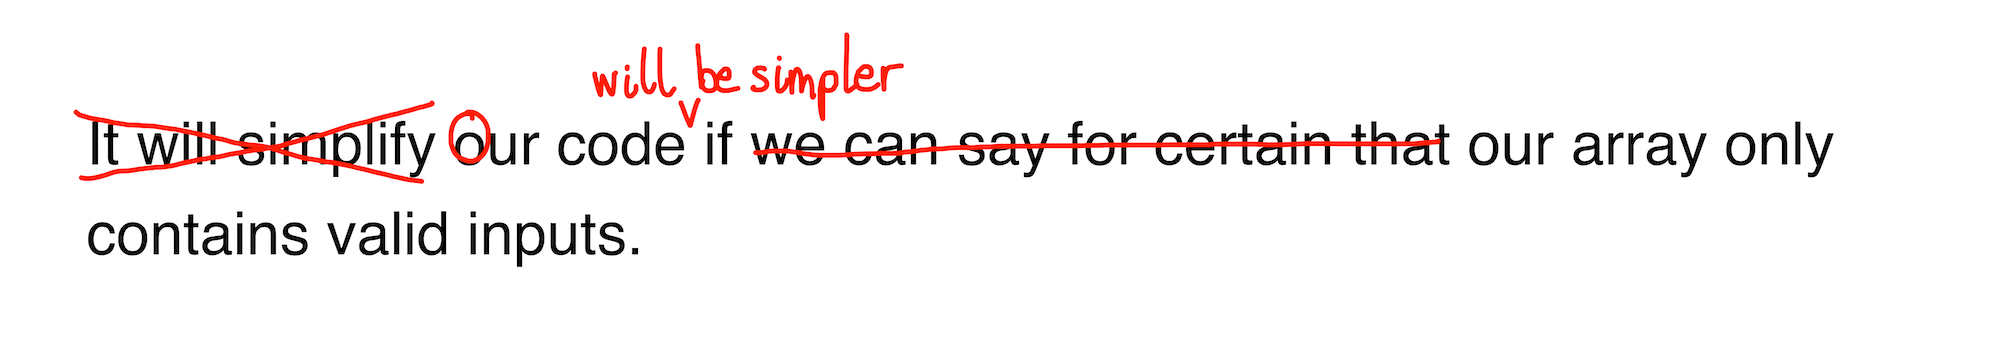 will be simpler
It will simplify our code if we can say for certain that our array only
contains valid inputs.